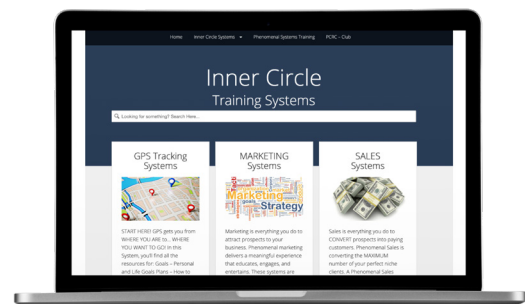 Home Inner Circle Systems Phenomenal Systems Training PCRC – Club
Inner Circle
Training Systems
Looking for something? Search Here...
GPS Tracking
Systems
START HERE! GPS gets you from
WHERE YOU ARE to... WHERE
YOU WANT TO GO! In this
System, you'll find all the
resources for: Goals – Personal
and Life Goals Plans – How to
MARKETING
Systems
Marketing
goals
Strategy
Marketing is everything you do to
attract prospects to your
business. Phenomenal marketing
delivers a meaningful experience
that educates, engages, and
entertains. These systems are
SALES
Systems
Sales is everything you do to
CONVERT prospects into paying
customers. Phenomenal Sales is
converting the MAXIMUM
number of your perfect niche
clients. A Phenomenal Sales